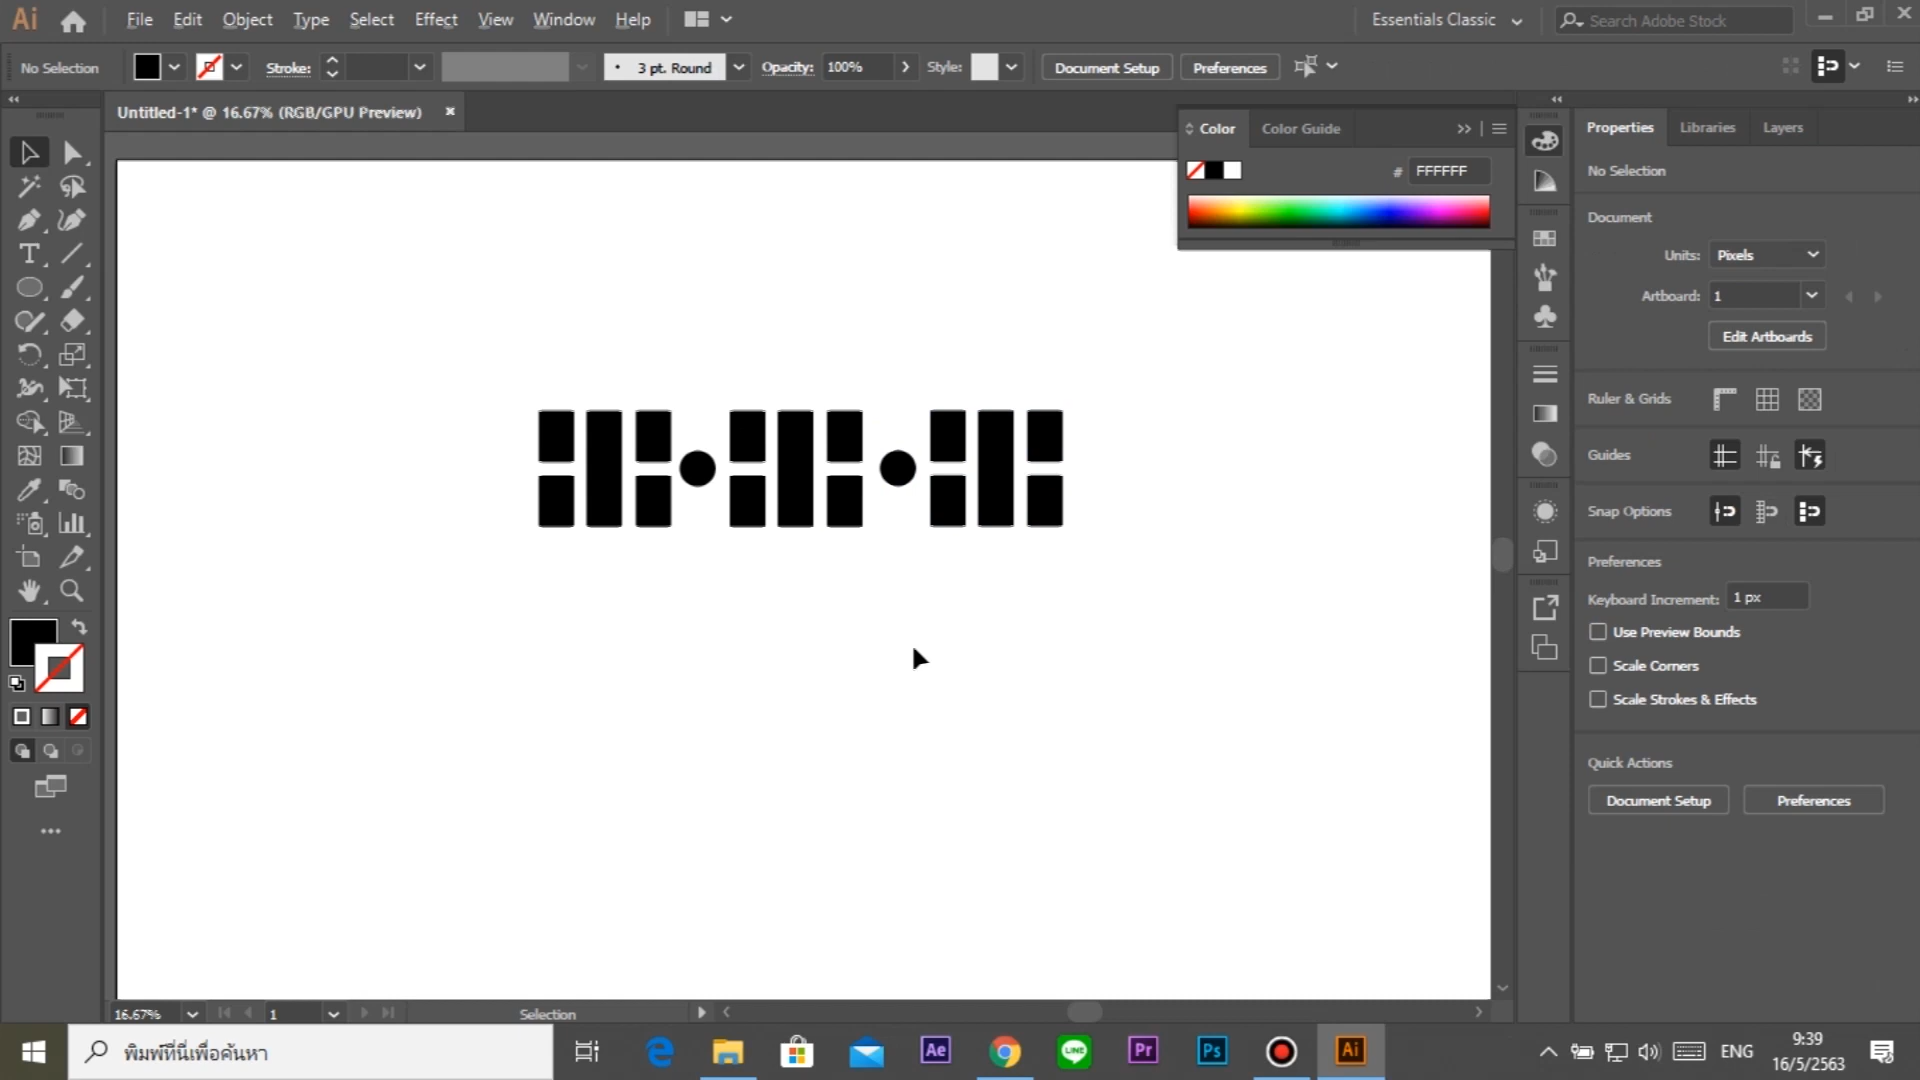 Ai File Edit Object Type Select Effect View Window Help Essentials Classic Search Adobe Stock
No Selection Stroke: 3 pt. Round Opacity: 100% Style: Document Setup Preferences
Untitled-1* @ 16.67% (RGB/GPU Preview)
Color Color Guide
# FFFFFF
Properties Libraries Layers
No Selection
Document
Units: Pixels
Artboard: 1
Edit Artboards
Ruler & Grids
Guides
Snap Options
Preferences
Keyboard Increment: 1 px
Use Preview Bounds
Scale Corners
Scale Strokes & Effects
Quick Actions
Document Setup Preferences
16.67% 1 Selection
พิมพ์ที่นี่เพื่อค้นหา
Ae LINE Pr Ps Ai
ENG
9:39
16/5/2563